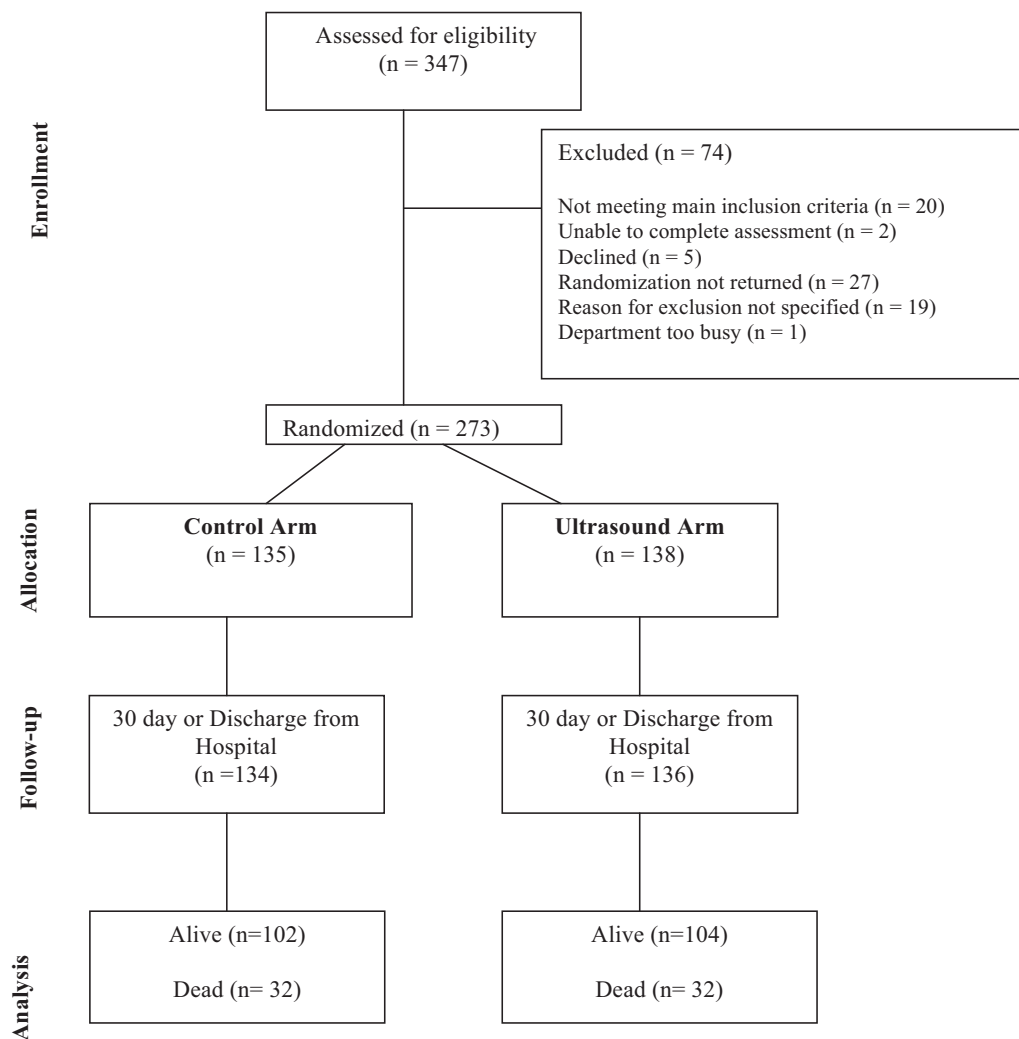 Enrollment
Assessed for eligibility
(n = 347)
Excluded (n = 74)
Not meeting main inclusion criteria (n = 20)
Unable to complete assessment (n = 2)
Declined (n = 5)
Randomization not returned (n = 27)
Reason for exclusion not specified (n = 19)
Department too busy (n = 1)
Randomized (n = 273)
Allocation
Control Arm
(n = 135)
Ultrasound Arm
(n = 138)
Follow-up
30 day or Discharge from
Hospital
(n =134)
30 day or Discharge from
Hospital
(n = 136)
Analysis
Alive (n=102)
Dead (n= 32)
Alive (n=104)
Dead (n= 32)